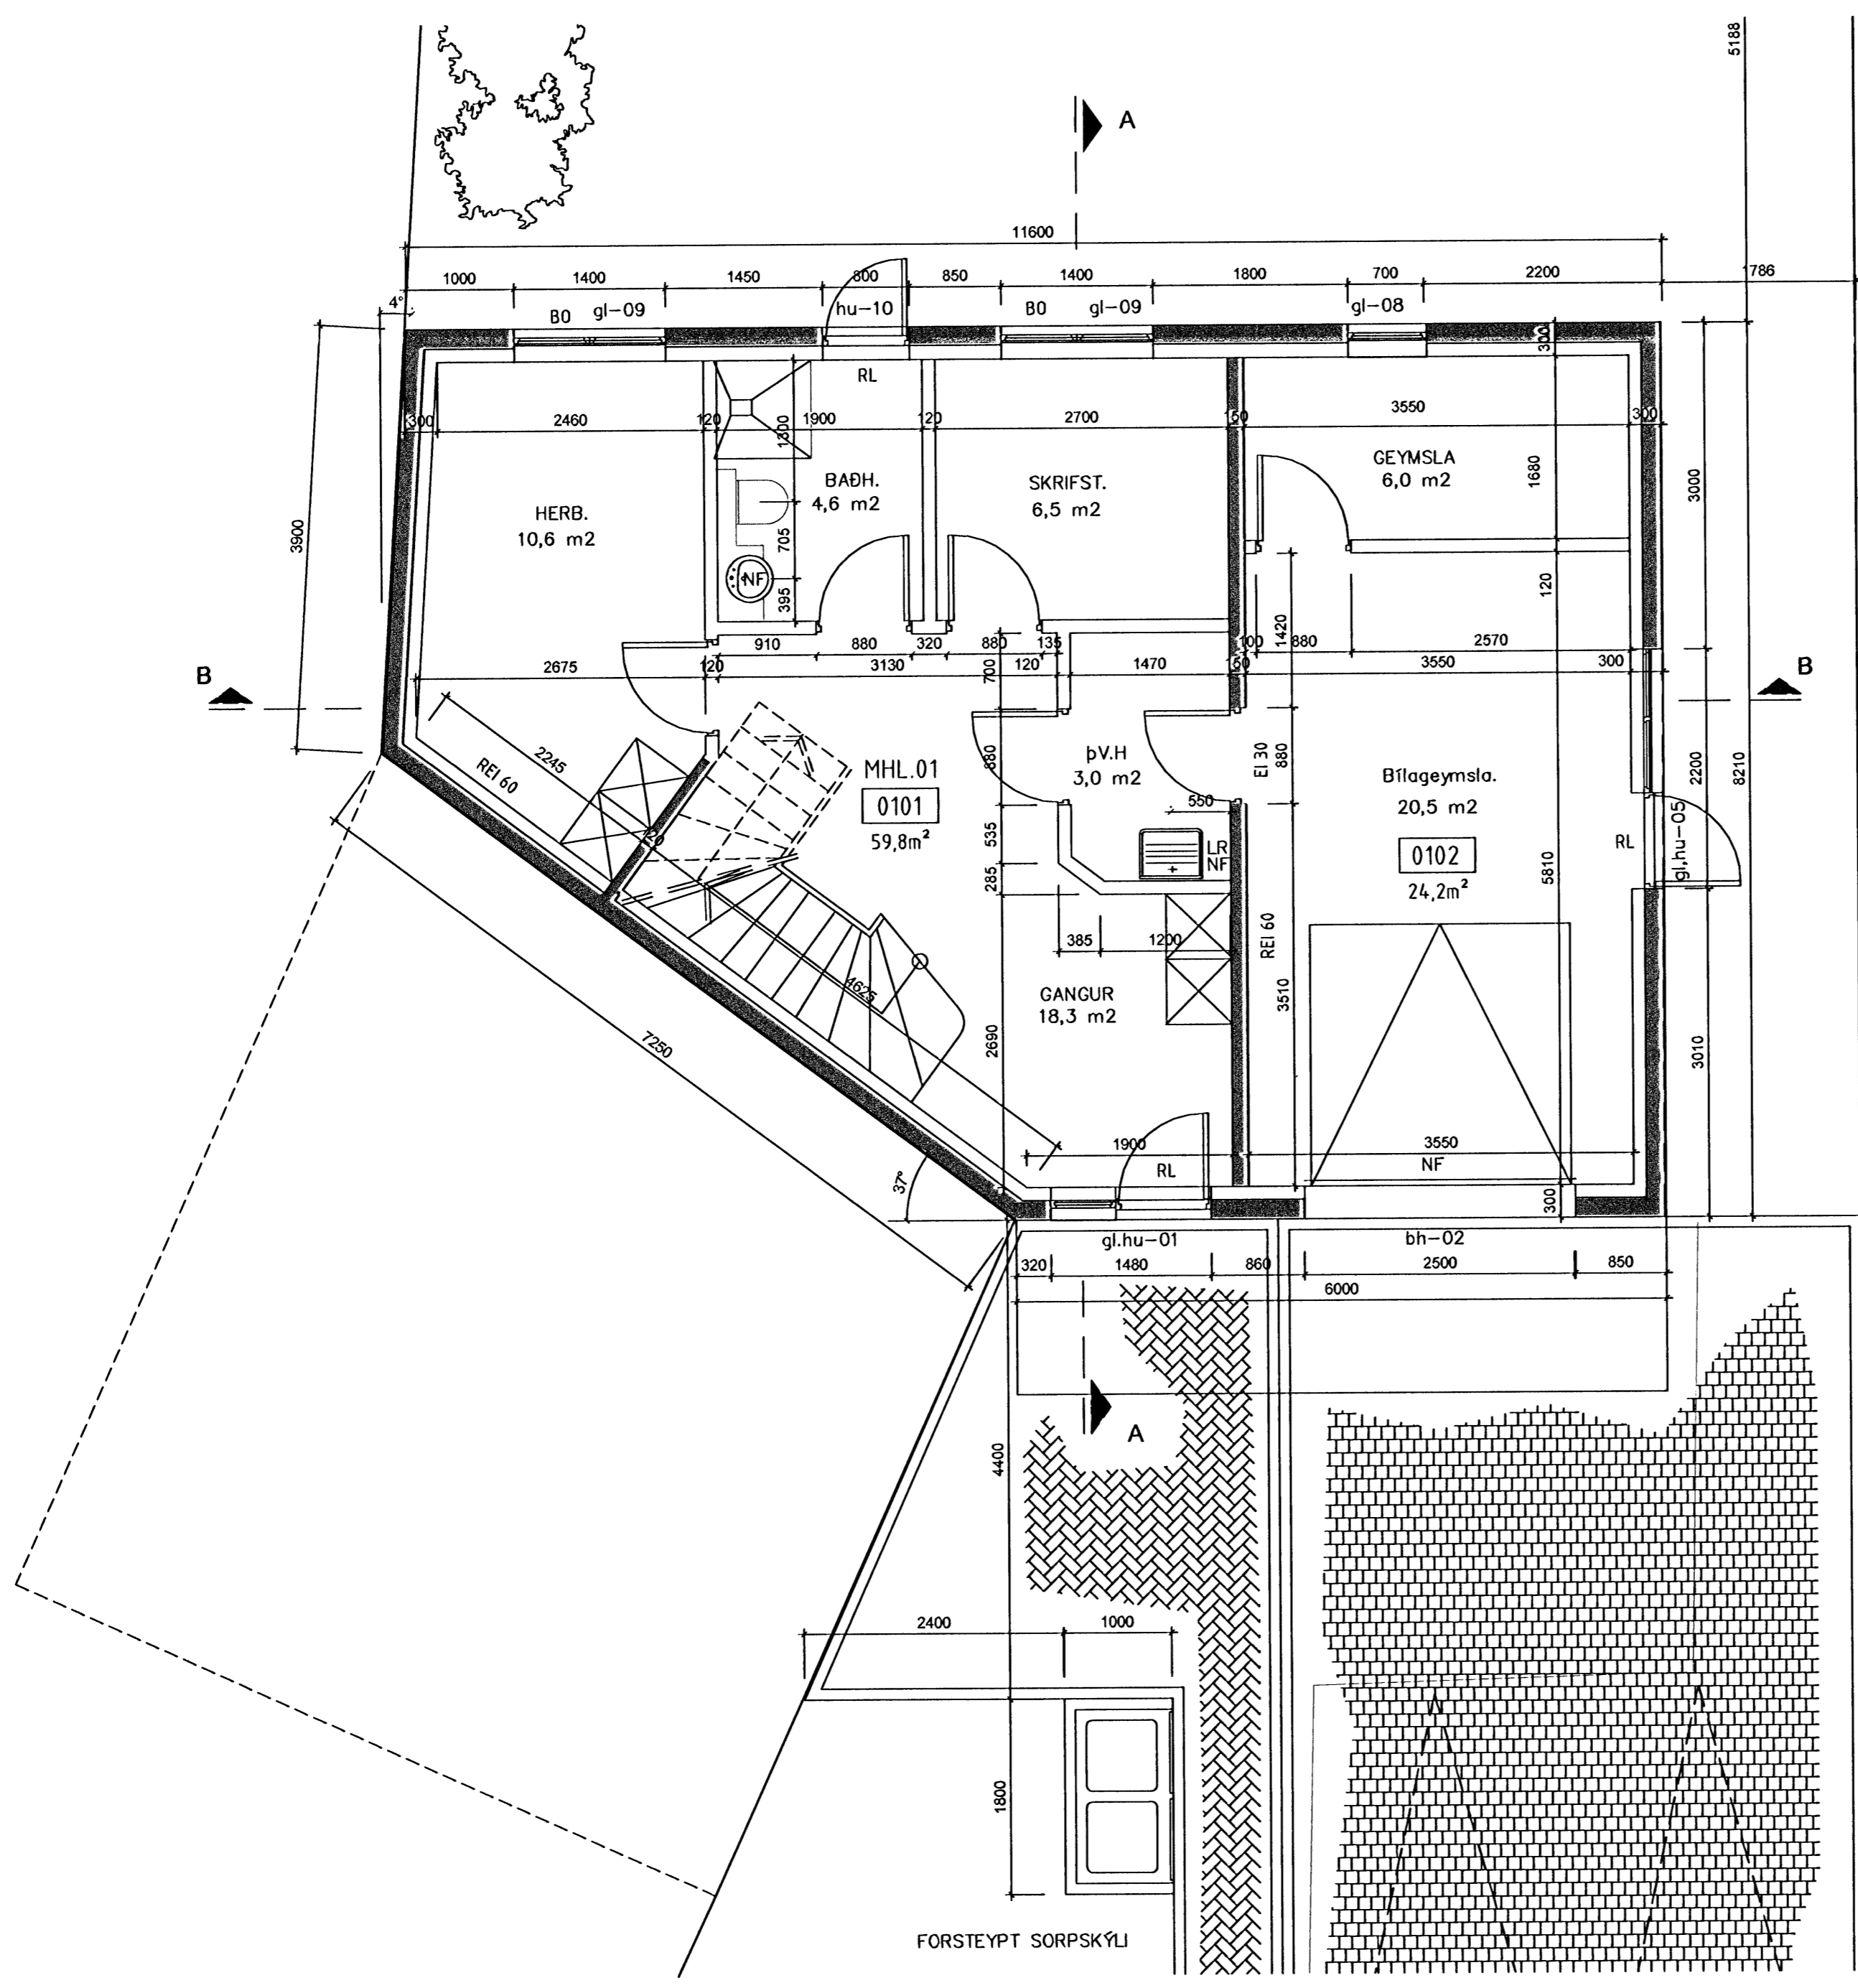 5188
A
11600
1000 1400 1450 800 850 1400 1800 700 2200 786
4°
B0 gl-09 hu-10 B0 gl-09 gl-08
300
RL
300 2460 120 1900 120 2700 150 3550 300
1300
3900
HERB.
10,6 m2
BAÐH.
4,6 m2
SKRIFST.
6,5 m2
GEYMSLA
6,0 m2
1680
3000
705
NF
395
120
1420
910 880 320 880 135
100 880 2570
2675 120 3130 120 1470 150 3550 300
700
B
B
REI 60
2245
120
MHL.01
0101
59,8m²
880
þV.H
3,0 m2
EI 30
880
550
Bílageymsla.
20,5 m2
0102
24,2m²
2200
8210
RL
gl,hu-05
535
LR
NF
285
5810
385 1200
REI 60
4625
GANGUR
18,3 m2
3510
7250
2690
3010
1900
3550
RL
NF
37°
300
gl.hu-01
bh-02
320 1480 860 2500 850
6000
A
4400
2400 1000
1800
FORSTEYPT SORPSKÝLI